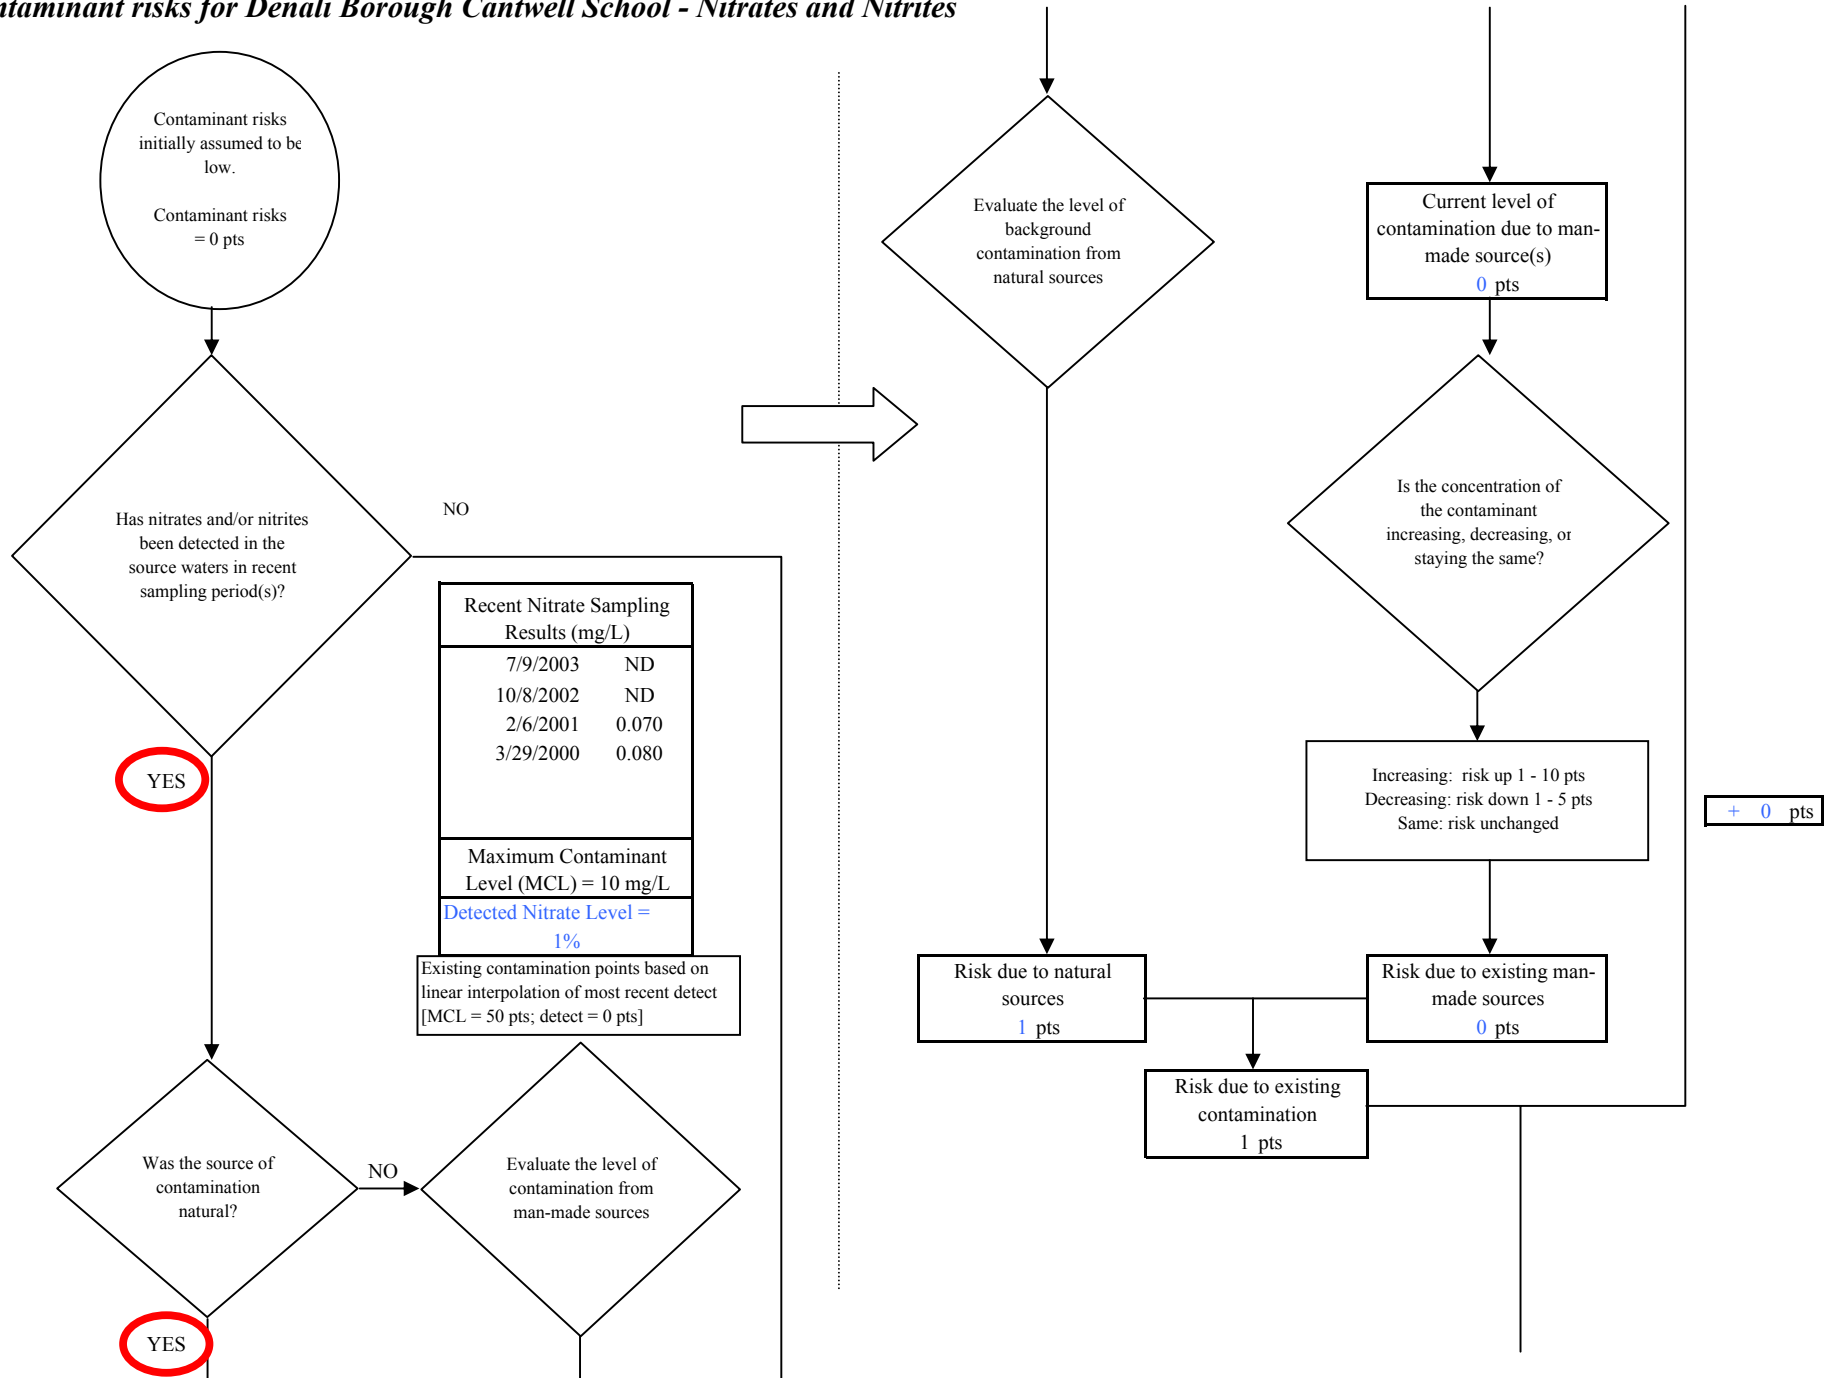 ntaminant risks for Denali Borough Cantwell School - Nitrates and Nitrites
Contaminant risks
initially assumed to be
low.
Contaminant risks
= 0 pts
Has nitrates and/or nitrites
been detected in the
source waters in recent
sampling period(s)?
NO
YES
Recent Nitrate Sampling
Results (mg/L)
7/9/2003 ND
10/8/2002 ND
2/6/2001 0.070
3/29/2000 0.080
Maximum Contaminant
Level (MCL) = 10 mg/L
Detected Nitrate Level =
1%
Existing contamination points based on
linear interpolation of most recent detect
[MCL = 50 pts; detect = 0 pts]
Was the source of
contamination
natural?
NO
Evaluate the level of
contamination from
man-made sources
YES
Evaluate the level of
background
contamination from
natural sources
Current level of
contamination due to man-
made source(s)
0 pts
Is the concentration of
the contaminant
increasing, decreasing, or
staying the same?
Increasing: risk up 1 - 10 pts
Decreasing: risk down 1 - 5 pts
Same: risk unchanged
+ 0 pts
Risk due to natural
sources
1 pts
Risk due to existing man-
made sources
0 pts
Risk due to existing
contamination
1 pts